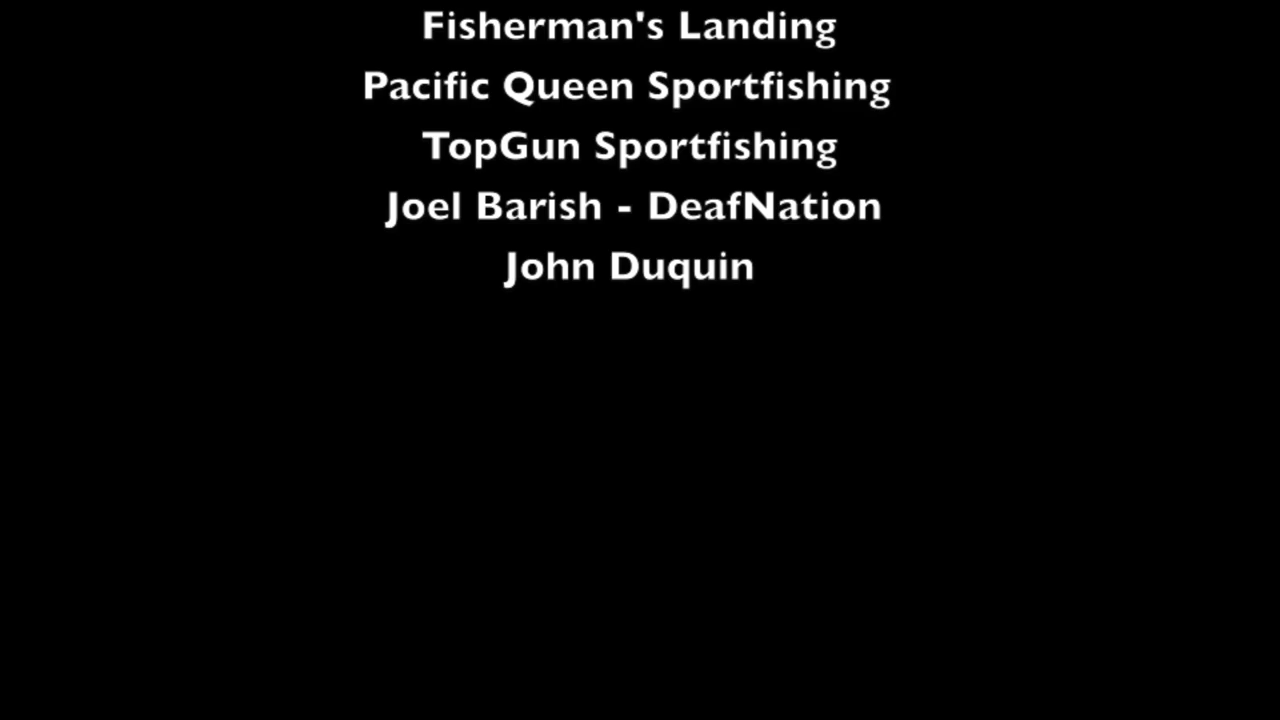 Fisherman's Landing
Pacific Queen Sportfishing
TopGun Sportfishing
Joel Barish - DeafNation
John Duquin